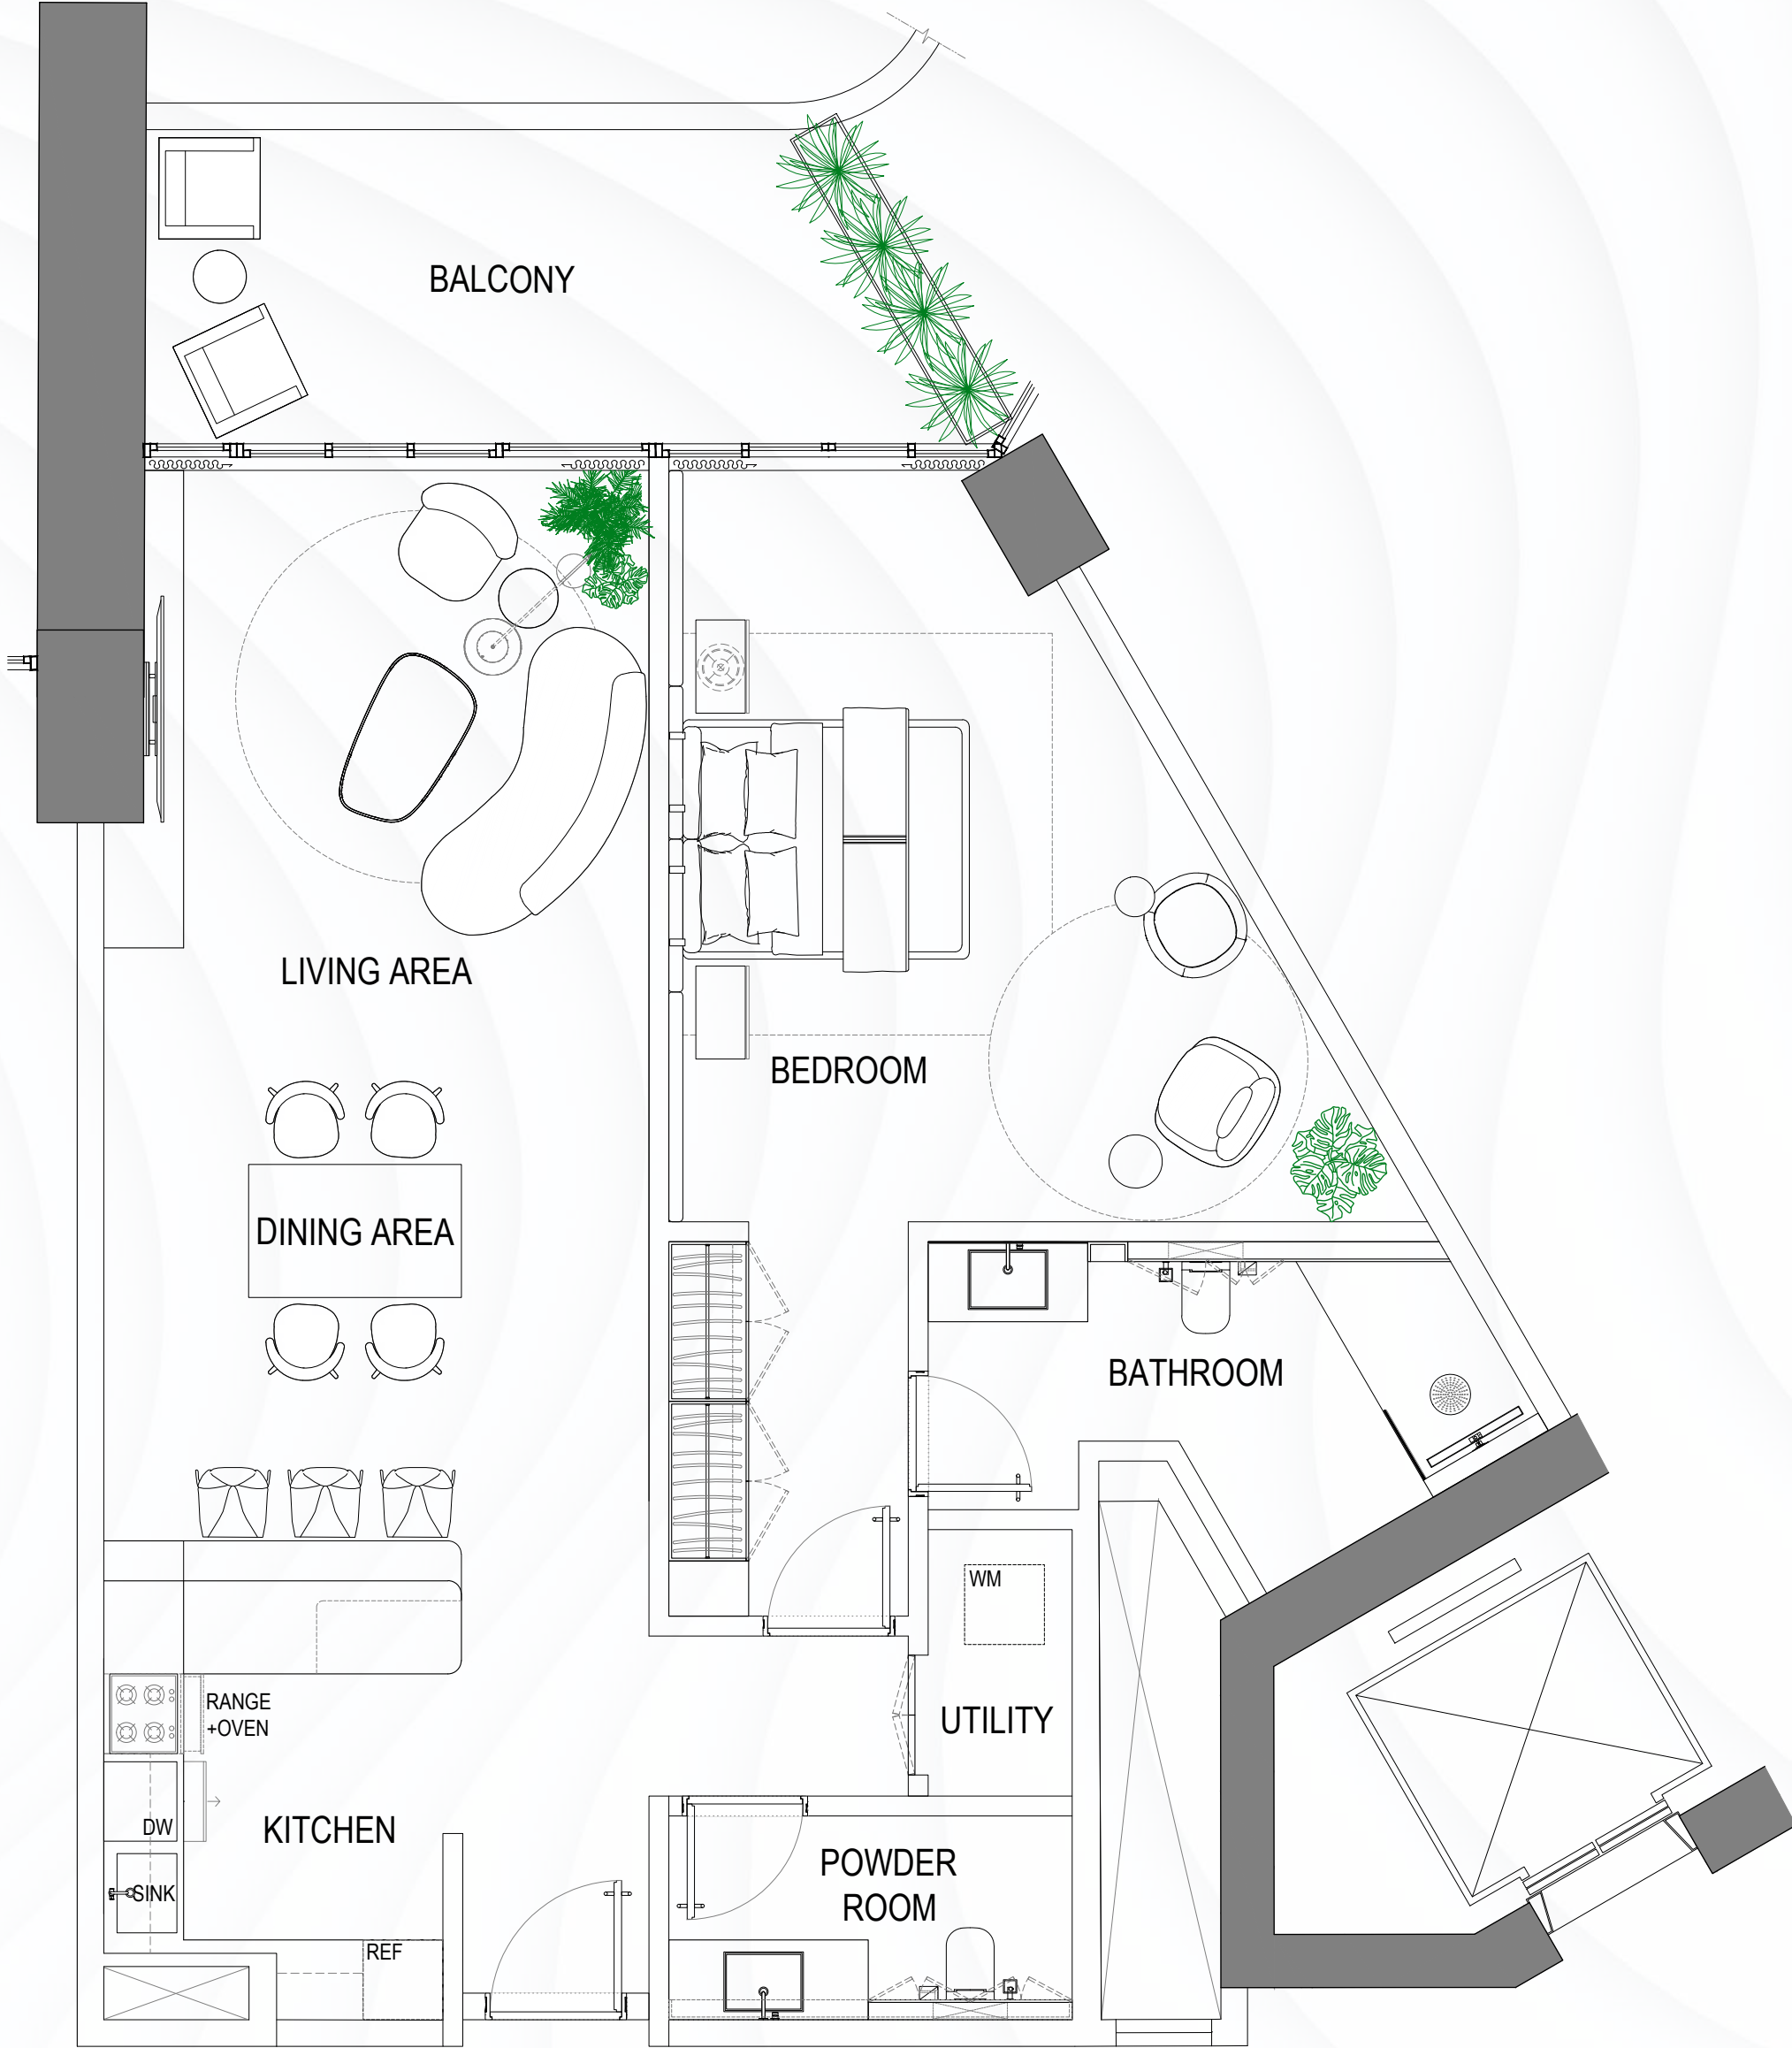 BALCONY
LIVING AREA
BEDROOM
DINING AREA
BATHROOM
WM
RANGE
+OVEN
UTILITY
DW
KITCHEN
POWDER
ROOM
SINK
REF